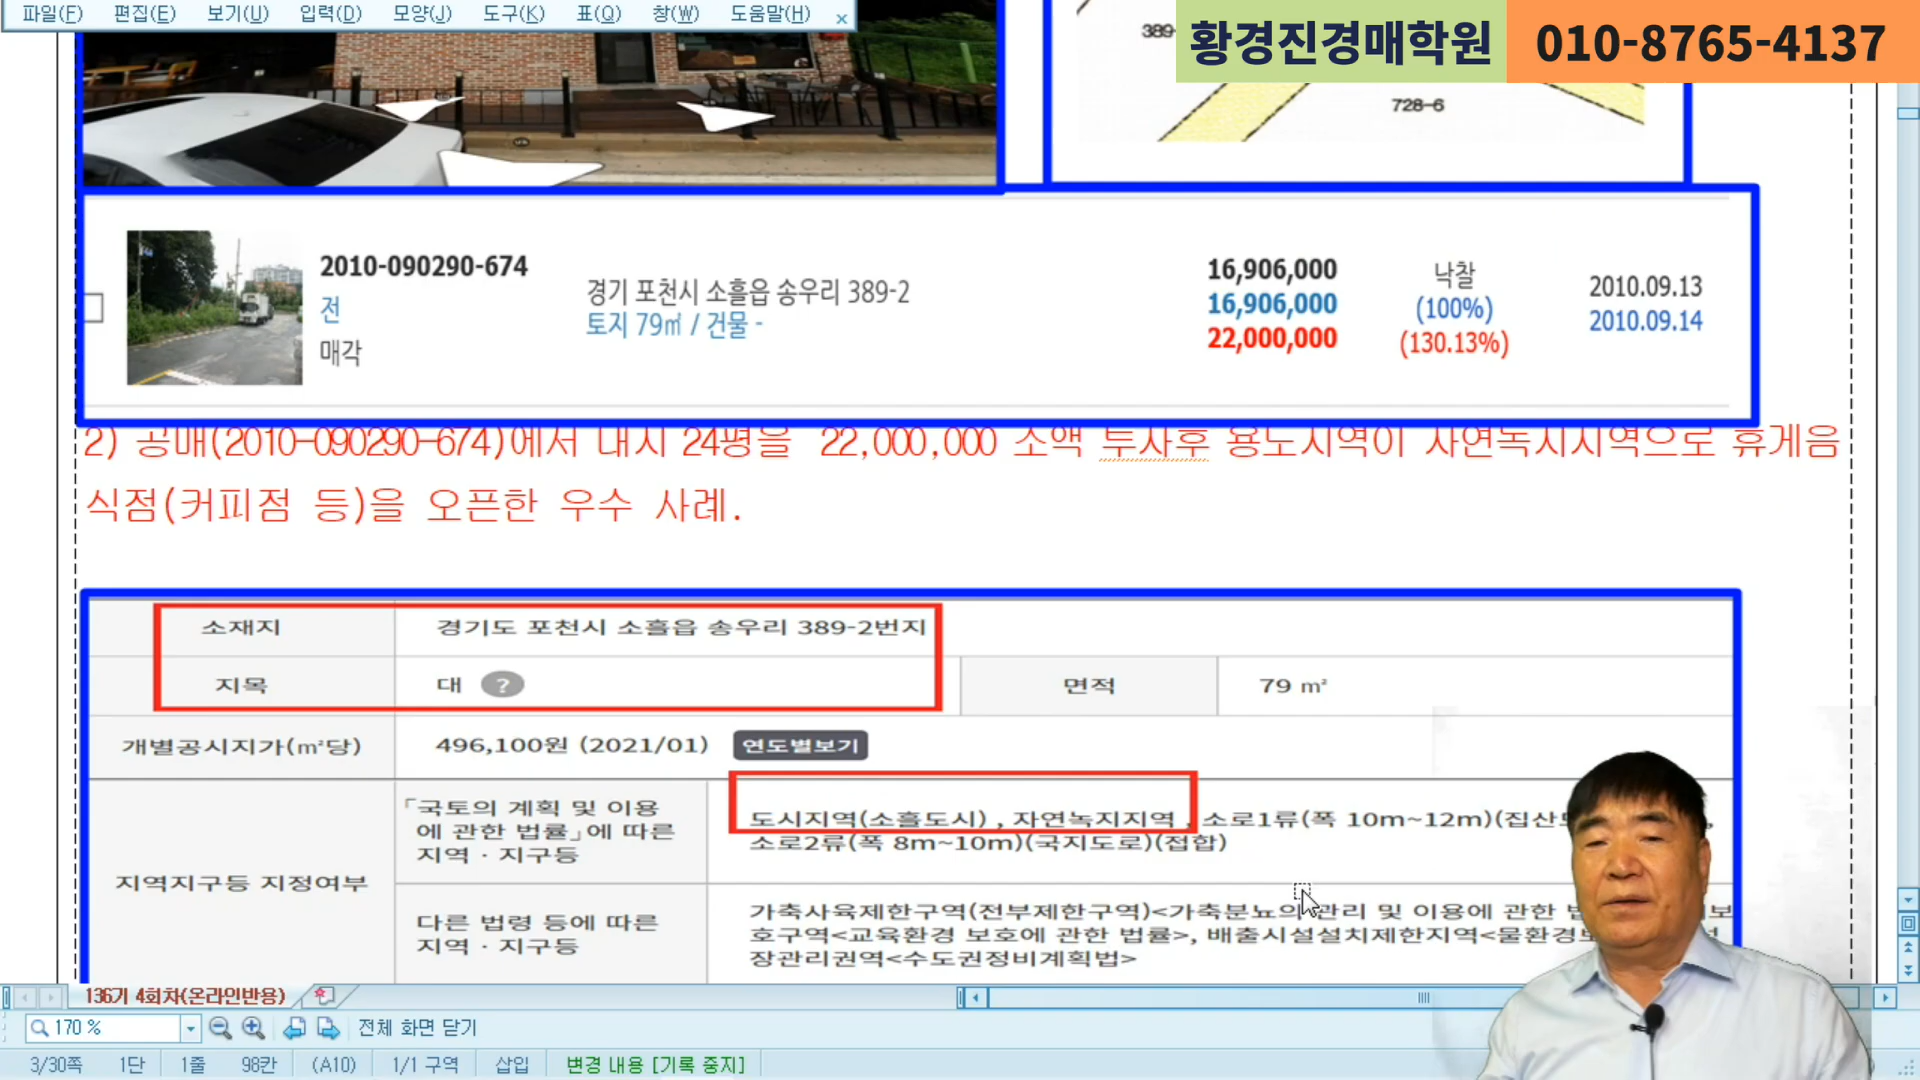 파일(F) 편집(E) 보기(U) 입력(D) 모양(J) 도구(K) 표(Q) 창(W) 도움말(H)
황경진경매학원 010-8765-4137
389-
728-6
2010-090290-674
전
매각
경기 포천시 소흘읍 송우리 389-2
토지 79㎡ / 건물 -
16,906,000
16,906,000
22,000,000
낙찰
(100%)
(130.13%)
2010.09.13
2010.09.14
2) 공매(2010-090290-674)에서 대지 24평을 22,000,000 소액 투자후 용도지역이 자연녹지지역으로 휴게음
식점(커피점 등)을 오픈한 우수 사례.
소재지 경기도 포천시 소흘읍 송우리 389-2번지
지목 대 ? 면적 79 ㎡
개별공시지가(㎡당) 496,100원 (2021/01) 연도별보기
지역지구등 지정여부
「국토의 계획 및 이용
에 관한 법률」에 따른
지역 · 지구등
도시지역(소흘도시) , 자연녹지지역 , 소로1류(폭 10m~12m)(집산
소로2류(폭 8m~10m)(국지도로)(접합)
다른 법령 등에 따른
지역 · 지구등
가축사육제한구역(전부제한구역)<가축분뇨의 관리 및 이용에 관한
호구역<교육환경 보호에 관한 법률>, 배출시설설치제한지역<물환경
장관리권역<수도권정비계획법>
136기 4회차(온라인반용)
170 % 전체 화면 닫기
3/30쪽 1단 1줄 98칸 (A10) 1/1 구역 삽입 변경 내용 [기록 중지]